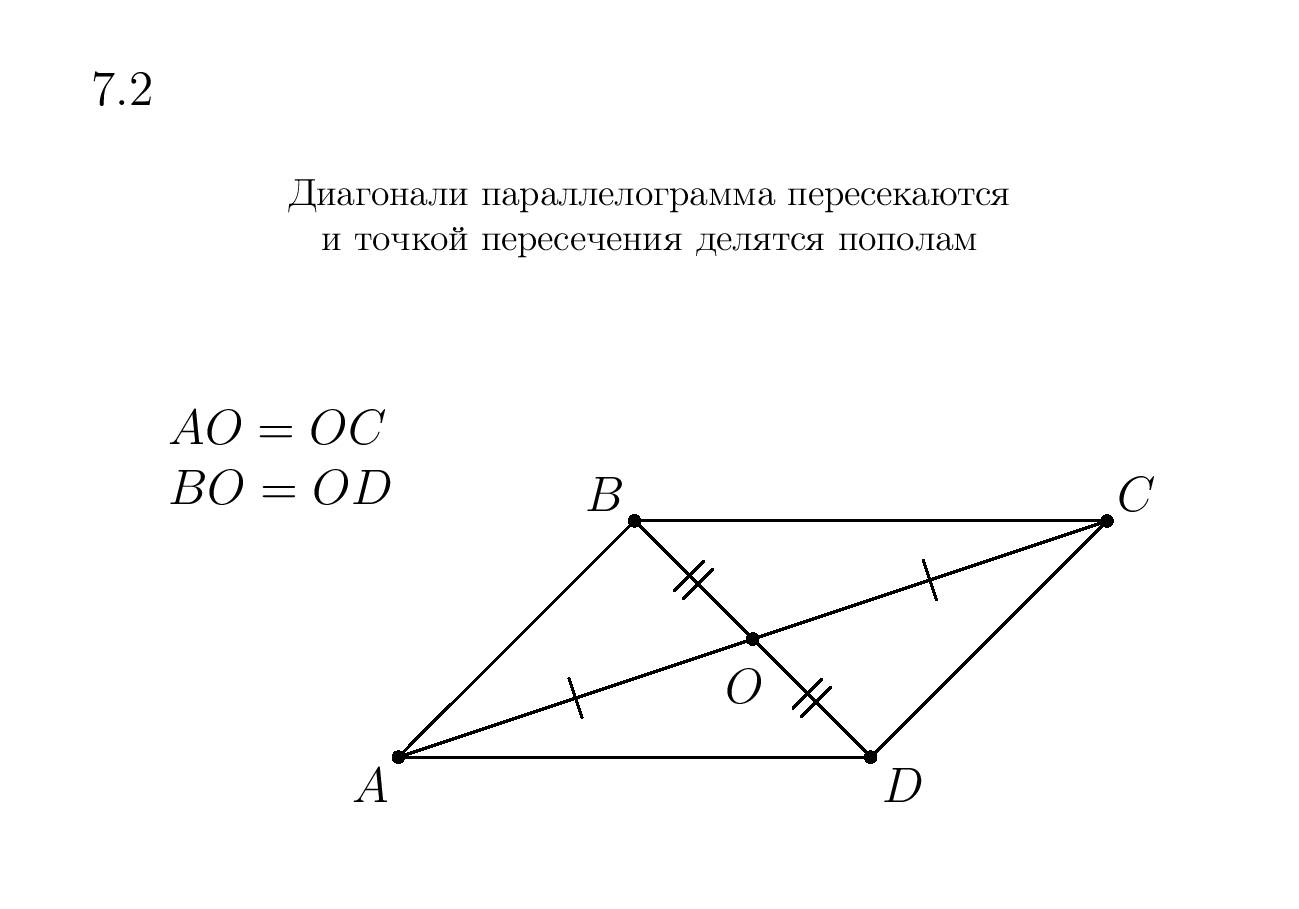 7.2
Диагонали параллелограмма пересекаются
и точкой пересечения делятся пополам
AO = OC
BO = OD
B
C
O
A
D